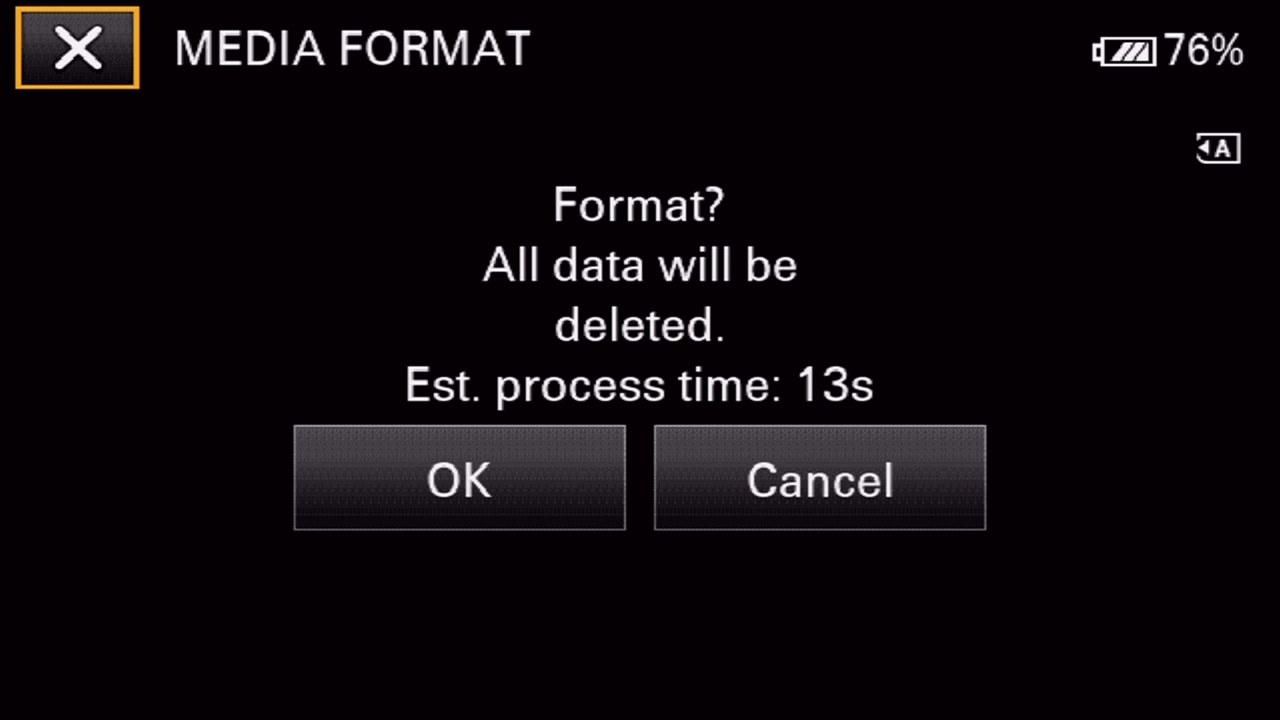 MEDIA FORMAT
76%
A
Format?
All data will be
deleted.
Est. process time: 13s
OK
Cancel